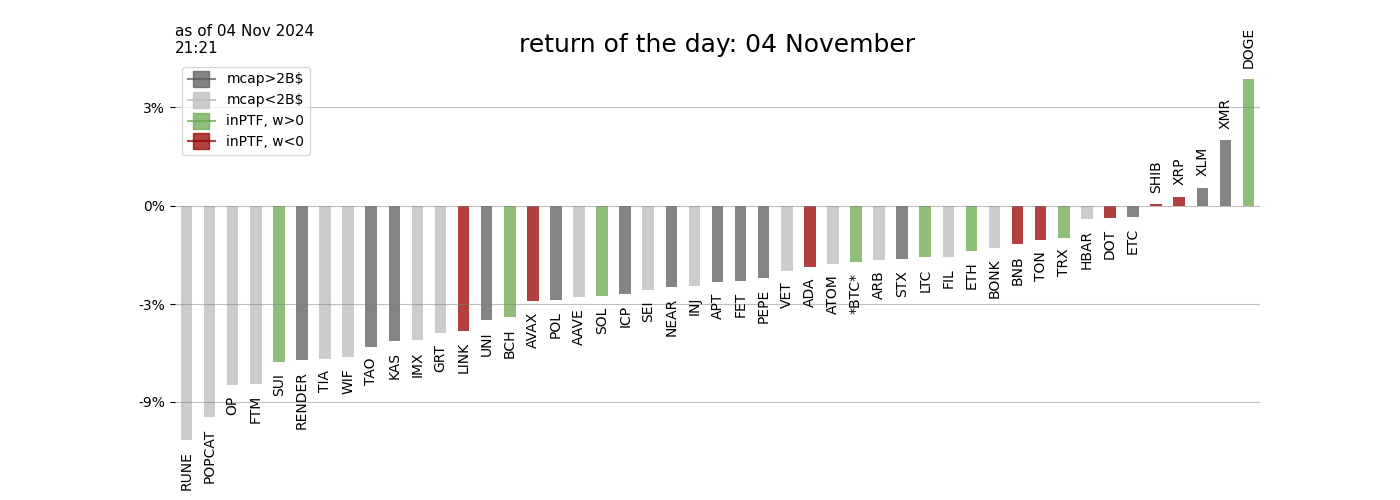 as of 04 Nov 2024
21:21
return of the day: 04 November
mcap>2B$
mcap<2B$
inPTF, w>0
inPTF, w<0
3%
0%
-3%
-9%
RUNE
POPCAT
OP
FTM
SUI
RENDER
TIA
WIF
TAO
KAS
IMX
GRT
LINK
UNI
BCH
AVAX
POL
AAVE
SOL
ICP
SEI
NEAR
INJ
APT
FET
PEPE
VET
ADA
ATOM
*BTC*
ARB
STX
LTC
FIL
ETH
BONK
BNB
TON
TRX
HBAR
DOT
ETC
SHIB
XRP
XLM
XMR
DOGE